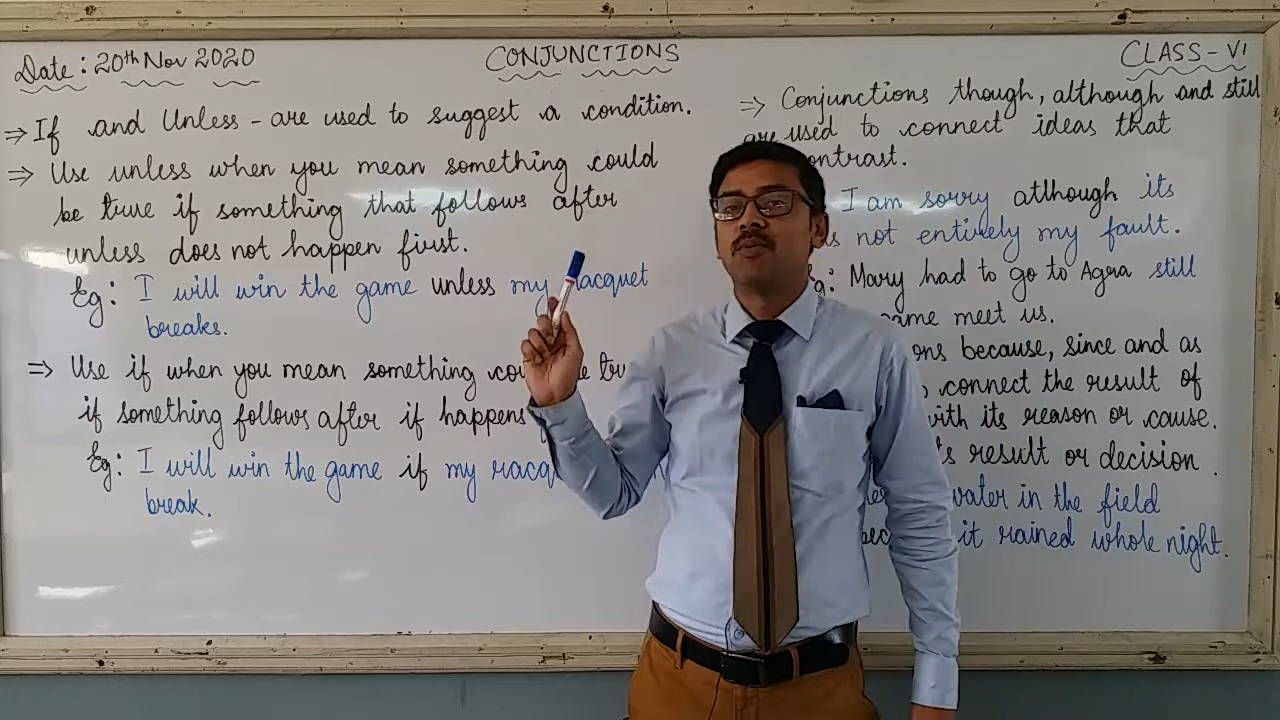 Date: 20th Nov 2020
CONJUNCTIONS
CLASS-VI
⇒ If and Unless - are used to suggest a condition.
⇒ Use unless when you mean something could
be true if something that follows after
unless does not happen first.
Eg: I will win the game unless my racquet
breaks.
⇒ Use if when you mean something
if something follows after if happens
Eg: I will win the game if my
break.
⇒ Conjunctions though, although and still
are used to connect ideas that
contrast.
I am sorry atlhough its
not entirely my fault.
Mary had to go to Agra still
came meet us.
because, since and as
connect the result of
with its reason or cause.
result or decision.
water in the field
it rained whole night.